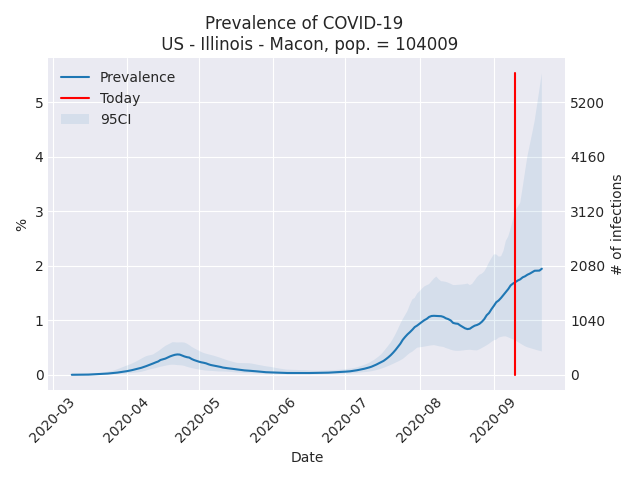 Prevalence of COVID-19
US - Illinois - Macon, pop. = 104009
Prevalence
Today
95CI
5
4
3
2
1
0
%
5200
4160
3120
2080
1040
0
# of infections
2020-03
2020-04
2020-05
2020-06
2020-07
2020-08
2020-09
Date